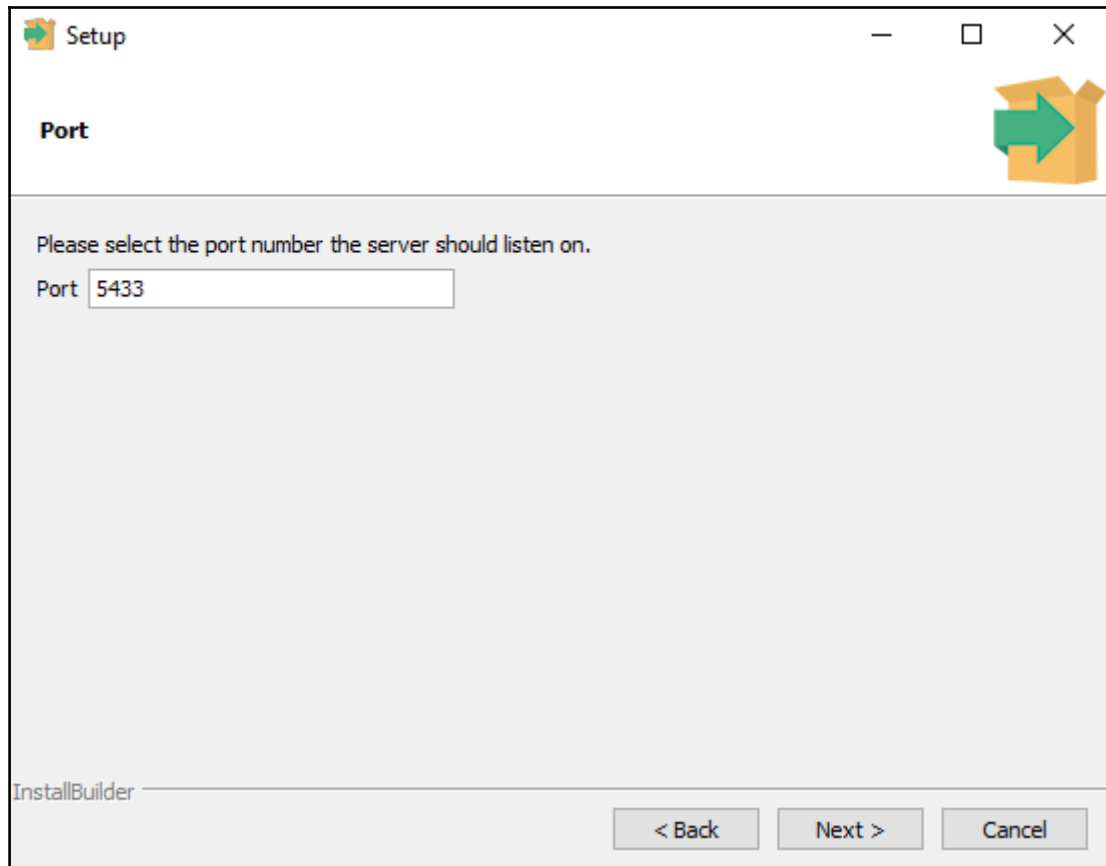 Setup
Port
Please select the port number the server should listen on.
Port 5433
InstallBuilder
< Back Next > Cancel